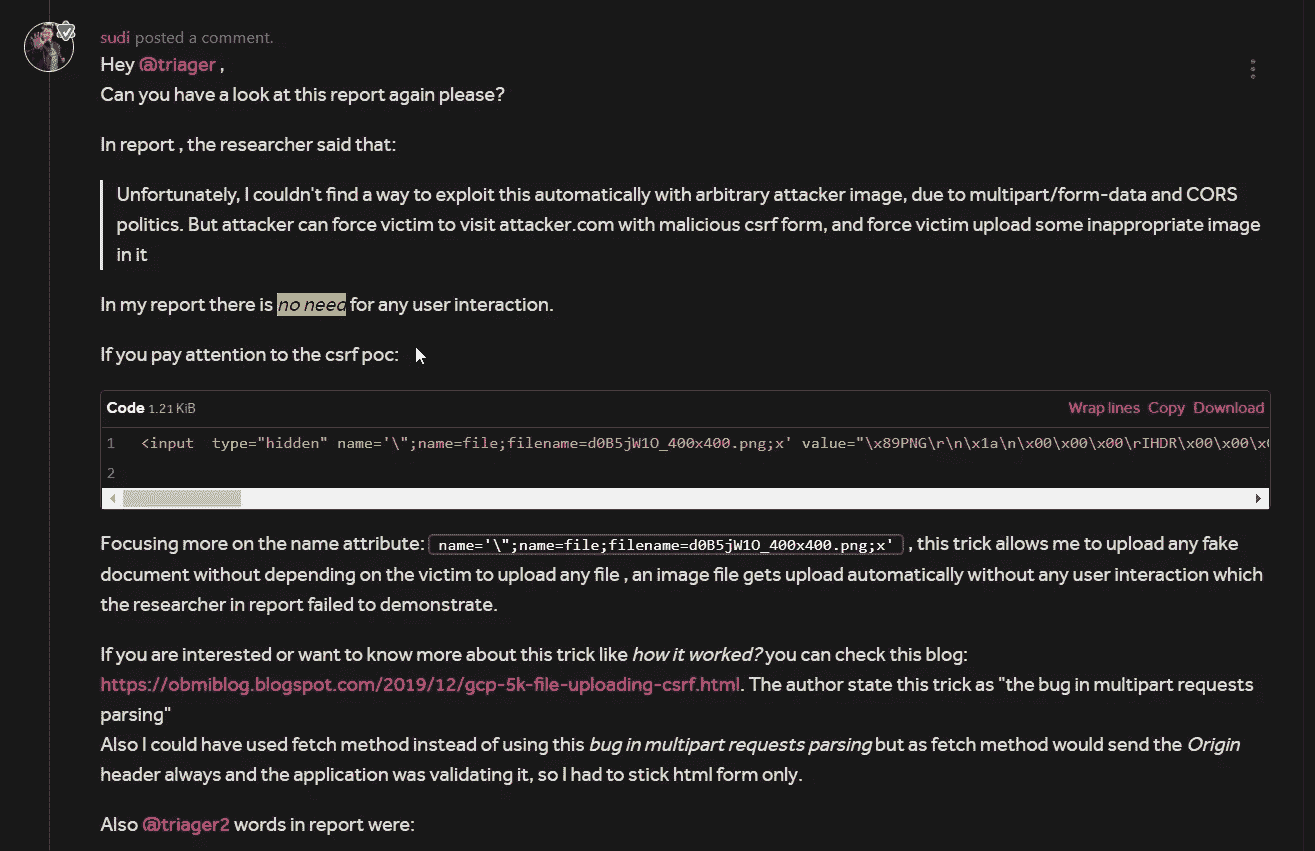 sudi posted a comment.
Hey @triager ,
Can you have a look at this report again please?
In report , the researcher said that:
Unfortunately, I couldn't find a way to exploit this automatically with arbitrary attacker image, due to multipart/form-data and CORS
politics. But attacker can force victim to visit attacker.com with malicious csrf form, and force victim upload some inappropriate image
in it
In my report there is no need for any user interaction.
If you pay attention to the csrf poc:
Code 1.21 KiB
Wrap lines Copy Download
1 <input  type="hidden" name='\";name=file;filename=d0B5jW1O_400x400.png;x' value="\x89PNG\r\n\x1a\n\x00\x00\x00\rIHDR\x00\x00\x
2
Focusing more on the name attribute: name='\";name=file;filename=d0B5jW1O_400x400.png;x' , this trick allows me to upload any fake
document without depending on the victim to upload any file , an image file gets upload automatically without any user interaction which
the researcher in report failed to demonstrate.
If you are interested or want to know more about this trick like how it worked? you can check this blog:
https://obmiblog.blogspot.com/2019/12/gcp-5k-file-uploading-csrf.html. The author state this trick as "the bug in multipart requests
parsing"
Also I could have used fetch method instead of using this bug in multipart requests parsing but as fetch method would send the Origin
header always and the application was validating it, so I had to stick html form only.
Also @triager2 words in report were: